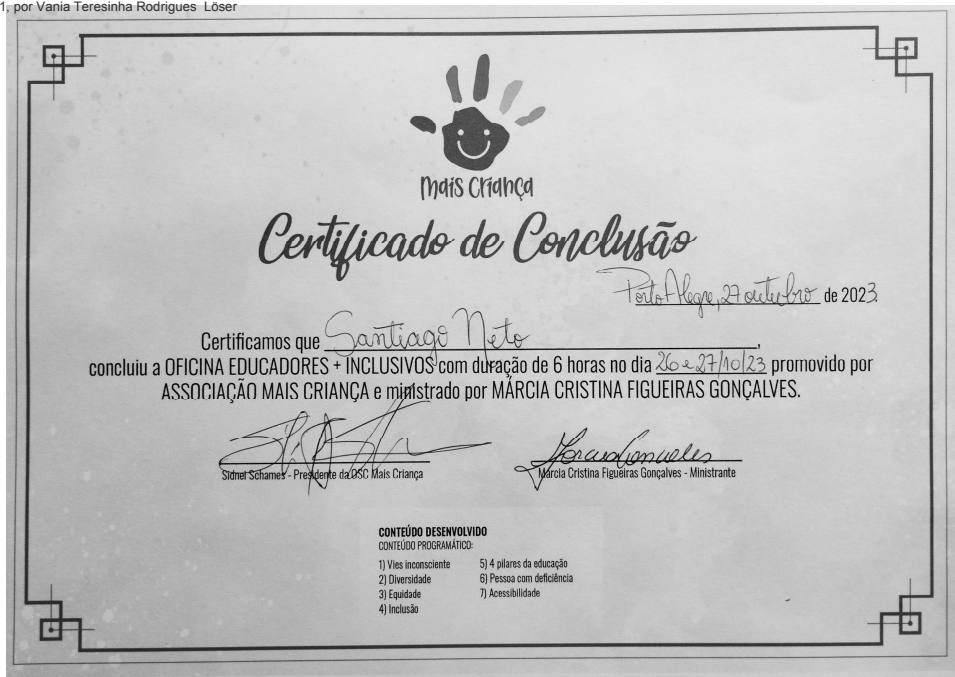 1, por Vania Teresinha Rodrigues Löser
Mais Criança
Certificado de Conclusão
Porto Alegre, 27 outubro de 2023
Certificamos que Santiago Neto,
concluiu a OFICINA EDUCADORES + INCLUSIVOS com duração de 6 horas no dia 26 e 27/10/23 promovido por
ASSOCIAÇÃO MAIS CRIANÇA e ministrado por MÁRCIA CRISTINA FIGUEIRAS GONÇALVES.
Sidnei Schames - Presidente da OSC Mais Criança
Márcia Cristina Figueiras Gonçalves - Ministrante
CONTEÚDO DESENVOLVIDO
CONTEÚDO PROGRAMÁTICO:
1) Vies inconsciente
2) Diversidade
3) Equidade
4) Inclusão
5) 4 pilares da educação
6) Pessoa com deficiência
7) Acessibilidade